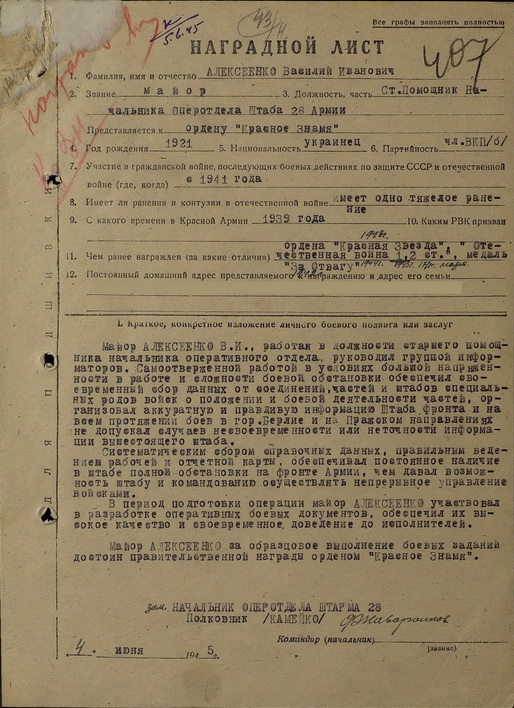 к
5.6.45
93/н
Все графы заполнять полностью
НАГРАДНОЙ ЛИСТ
407
1. Фамилия, имя и отчество АЛЕКСЕЕНКО Василий Иванович
2. Звание майор 3. Должность, часть Ст.Помощник На-
чальника Оперотдела Штаба 28 Армии
Представляется к ордену "Красное Знамя"
4. Год рождения 1921 5. Национальность украинец 6. Партийность чл.ВКП/б/
7. Участие в гражданской войне, последующих боевых действиях по защите СССР и отечественной
войне (где, когда) с 1941 года
8. Имеет ли ранения и контузии в отечественной войне имеет одно тяжелое ране-
ние
9. С какого времени в Красной Армии 1939 года 10. Каким РВК призван
ордена "Красная Звезда", "Оте-
11. Чем ранее награжден (за какие отличия) чественная война 1,2 ст.", медаль
"За Отвагу"
12. Постоянный домашний адрес представляемого к награждению и адрес его семьи
1. Краткое, конкретное изложение личного боевого подвига или заслуг
Майор АЛЕКСЕЕНКО В.И., работая в должности старшего помощ-
ника начальника оперативного отдела, руководил группой инфор-
маторов. Самоотверженной работой в условиях большой напряжен-
ности в работе и сложности боевой обстановки обеспечил сво-
евременный сбор данных от соединений, частей и штабов специаль-
ных родов войск о положении и боевой деятельности частей, ор-
ганизовал аккуратную и правдивую информацию Штаба фронта и на
всем протяжении боев в гор.Берлине и на Пражском направлениях
не допускал случаев несвоевременности или неточности информа-
ции вышестоящего штаба.
Систематическим сбором справочных данных, правильным веде-
нием рабочей и отчетной карты, обеспечивал постоянное наличие
в штабе полной обстановки на фронте Армии, чем давал возмож-
ность штабу и командованию осуществлять непрерывное управление
войсками.
В период подготовки операции майор АЛЕКСЕЕНКО участвовал
в разработке оперативных боевых документов, обеспечил их вы-
сокое качество и своевременное, доведение до исполнителей.
Майор АЛЕКСЕЕНКО за образцовое выполнение боевых заданий
достоин правительственной награды орденом "Красное Знамя".
зам. НАЧАЛЬНИК ОПЕРОТДЕЛА ШТАРМА 28
Полковник /КАМЕЙКО/
Командир (начальник)
(звание)
4. июня 1945.
ДЛЯ ПОДШИВКИ